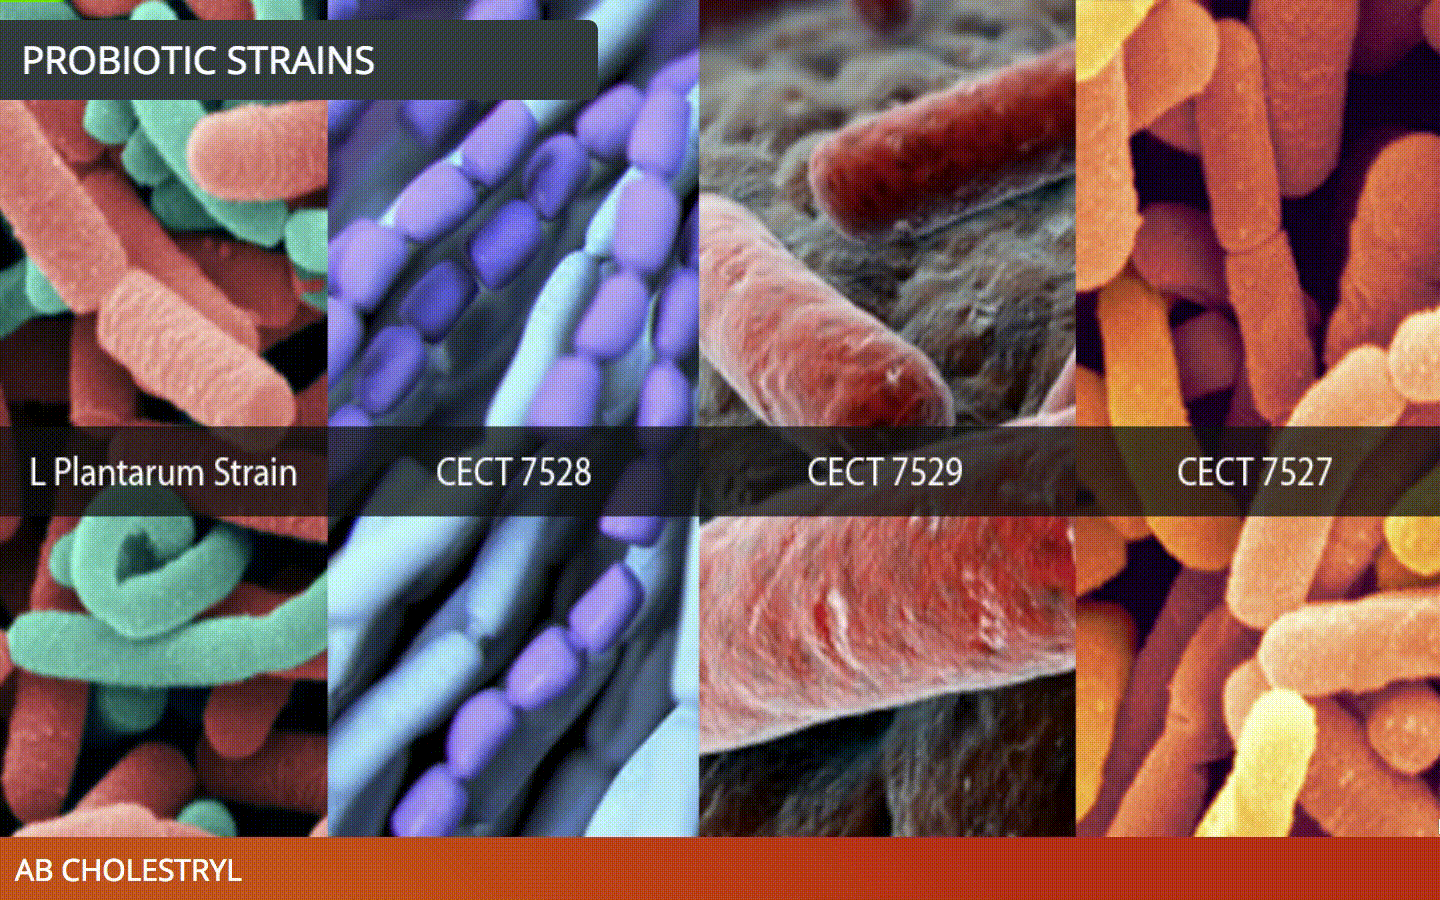 PROBIOTIC STRAINS
L Plantarum Strain
CECT 7528
CECT 7529
CECT 7527
AB CHOLESTRYL